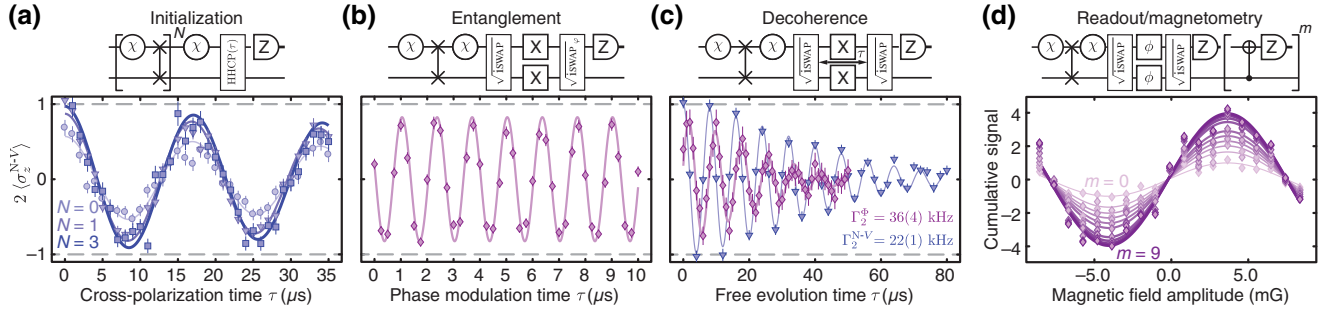 (a) Initialization
χ N χ HHCP(τ) Z
2 ⟨σ_z^N-V⟩
1
0
−1
N = 0
N = 1
N = 3
0 5 10 15 20 25 30 35
Cross-polarization time τ (μs)
(b) Entanglement
χ χ √iSWAP X X √iSWAP φ Z
0 1 2 3 4 5 6 7 8 9 10
Phase modulation time τ (μs)
(c) Decoherence
χ χ √iSWAP X τ X √iSWAP Z
Γ₂^Φ = 36(4) kHz
Γ₂^N-V = 22(1) kHz
0 20 40 60 80
Free evolution time τ (μs)
(d) Readout/magnetometry
χ χ √iSWAP ϕ ϕ √iSWAP Z Z m
Cumulative signal
4
2
0
−2
−4
m = 0
m = 9
−5.0 0.0 5.0
Magnetic field amplitude (mG)